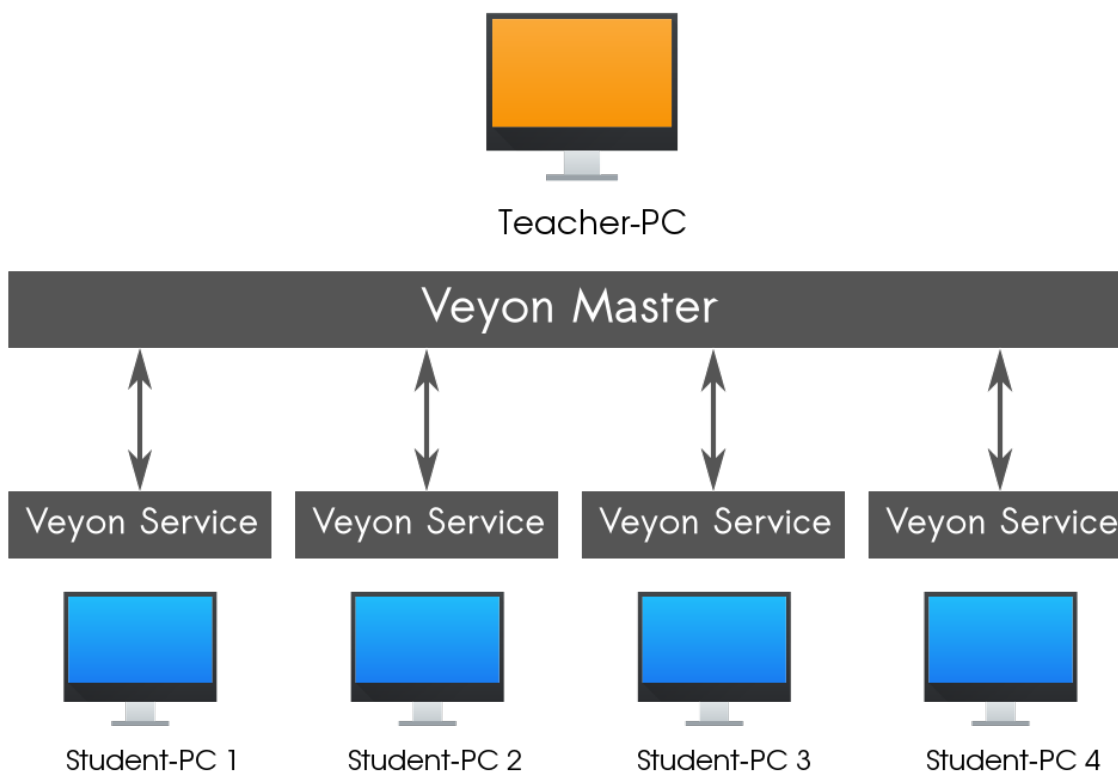 Teacher-PC
Veyon Master
Veyon Service Veyon Service Veyon Service Veyon Service
Student-PC 1 Student-PC 2 Student-PC 3 Student-PC 4